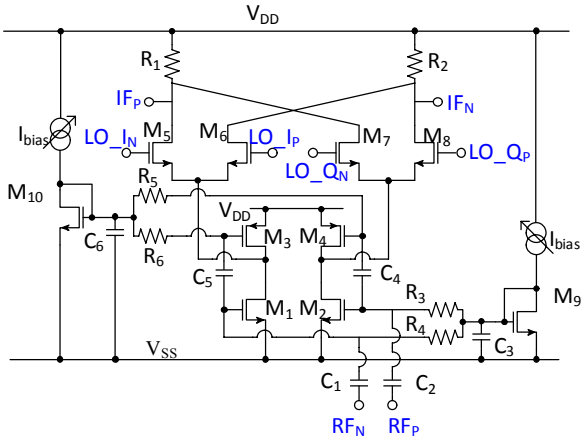 V_DD
R_1
R_2
IF_P
IF_N
I_bias
LO_I_N
M_5
M_6
LO_I_P
M_7
M_8
LO_Q_N
LO_Q_P
M_10
R_5
V_DD
I_bias
R_6
M_3
M_4
C_6
C_5
C_4
M_9
M_1
M_2
R_3
R_4
C_3
V_SS
C_1
C_2
RF_N
RF_P